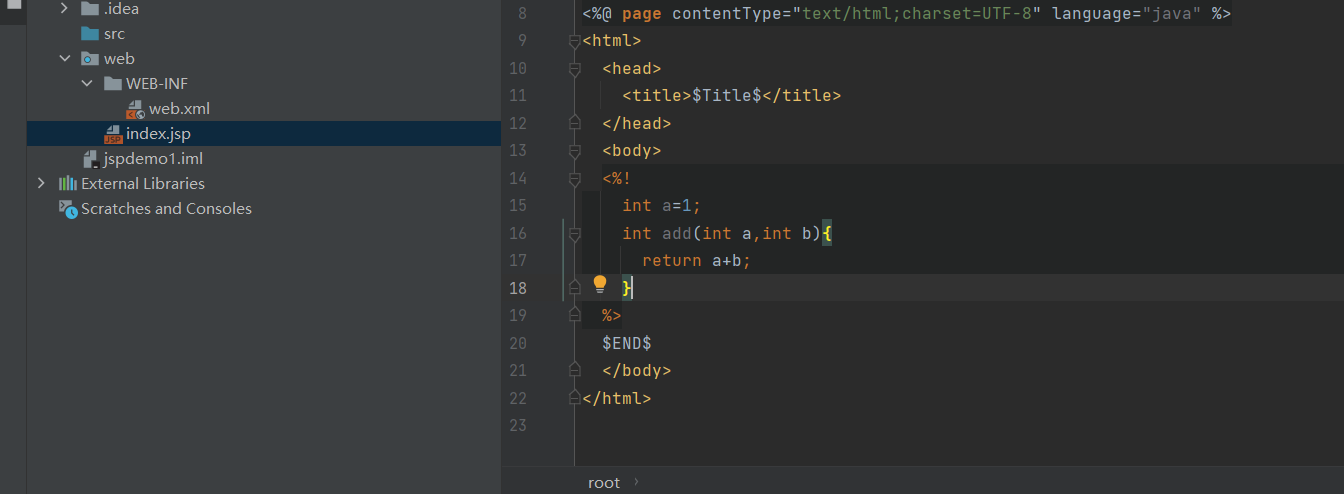 .idea
src
web
WEB-INF
web.xml
index.jsp
jspdemo1.iml
External Libraries
Scratches and Consoles
8 <%@ page contentType="text/html;charset=UTF-8" language="java" %>
9 <html>
10 <head>
11 <title>$Title$</title>
12 </head>
13 <body>
14 <%!
15 int a=1;
16 int add(int a,int b){
17 return a+b;
18 }
19 %>
20 $END$
21 </body>
22 </html>
23
root